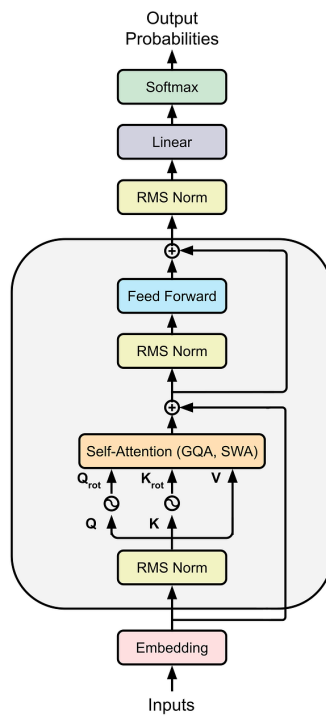 Output
Probabilities
Softmax
Linear
RMS Norm
Feed Forward
RMS Norm
Self-Attention (GQA, SWA)
Qrot Krot V
Q K
RMS Norm
Embedding
Inputs